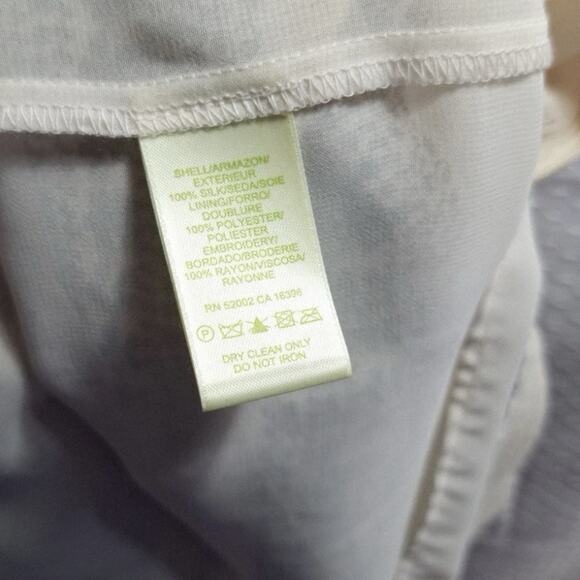 SHELL/ARMAZON/
EXTERIEUR
100% SILK/SEDA/SOIE
LINING/FORRO/
DOUBLURE
100% POLYESTER/
POLIESTER
EMBROIDERY/
BORDADO/BRODERIE
100% RAYON/VISCOSA/
RAYONNE
RN 52002 CA 16396
P
DRY CLEAN ONLY
DO NOT IRON